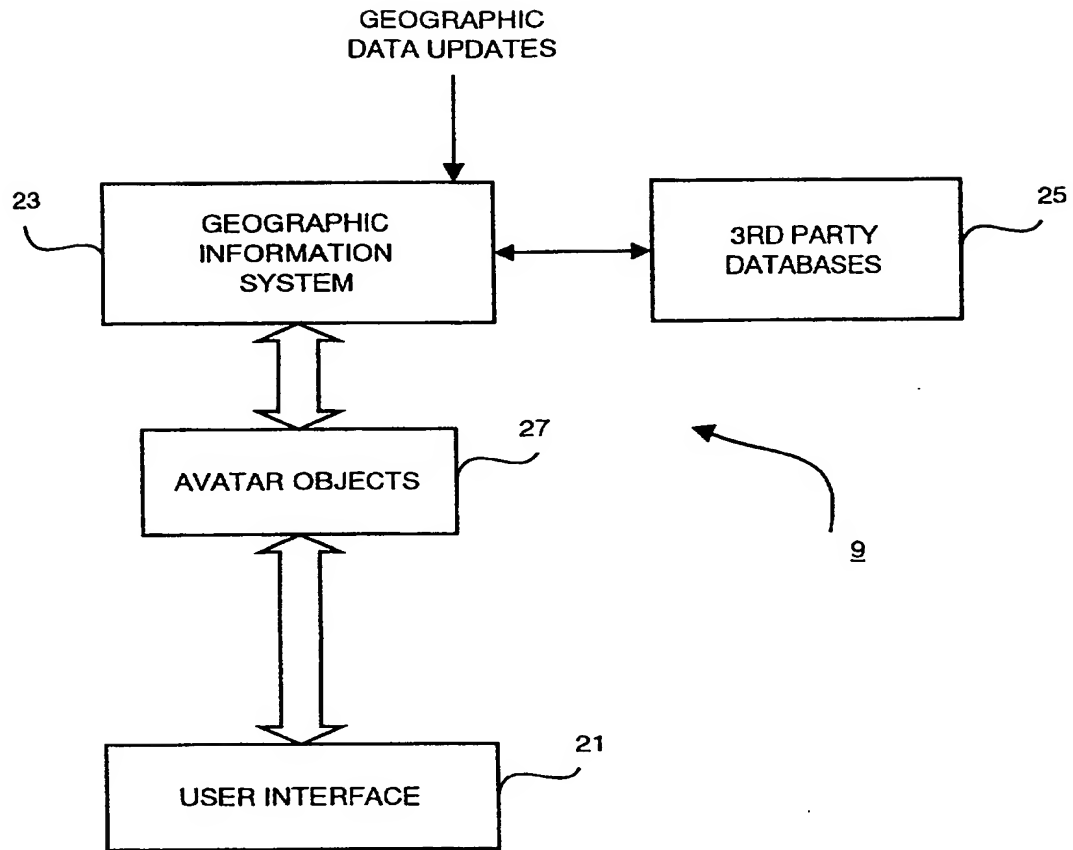 GEOGRAPHIC
DATA UPDATES
23
GEOGRAPHIC
INFORMATION
SYSTEM
3RD PARTY
DATABASES
25
AVATAR OBJECTS
27
9
USER INTERFACE
21